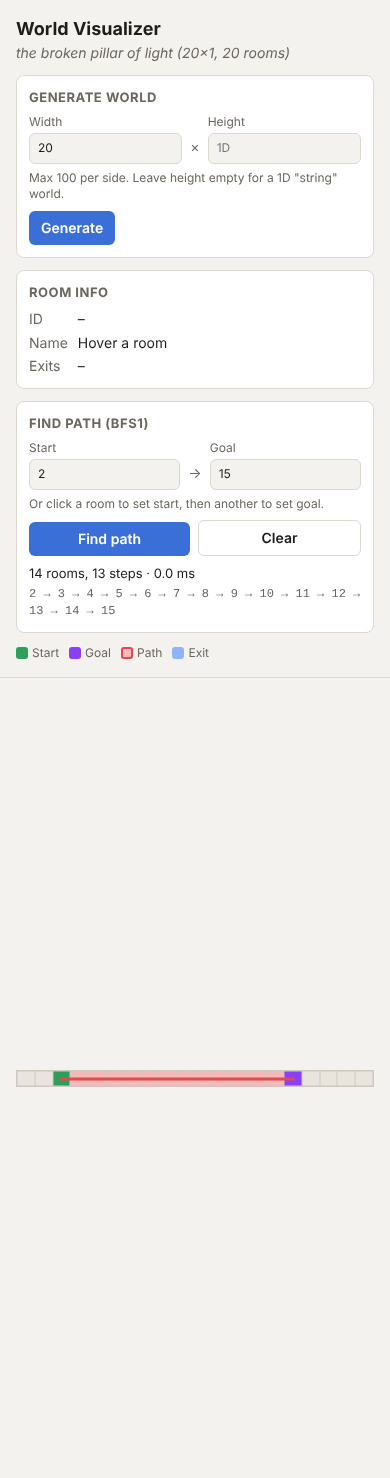 World Visualizer
the broken pillar of light (20×1, 20 rooms)
GENERATE WORLD
Width
Height
20
×
1D
Max 100 per side. Leave height empty for a 1D "string"
world.
Generate
ROOM INFO
ID –
Name Hover a room
Exits –
FIND PATH (BFS1)
Start
Goal
2
→
15
Or click a room to set start, then another to set goal.
Find path
Clear
14 rooms, 13 steps · 0.0 ms
2 → 3 → 4 → 5 → 6 → 7 → 8 → 9 → 10 → 11 → 12 →
13 → 14 → 15
Start Goal Path Exit